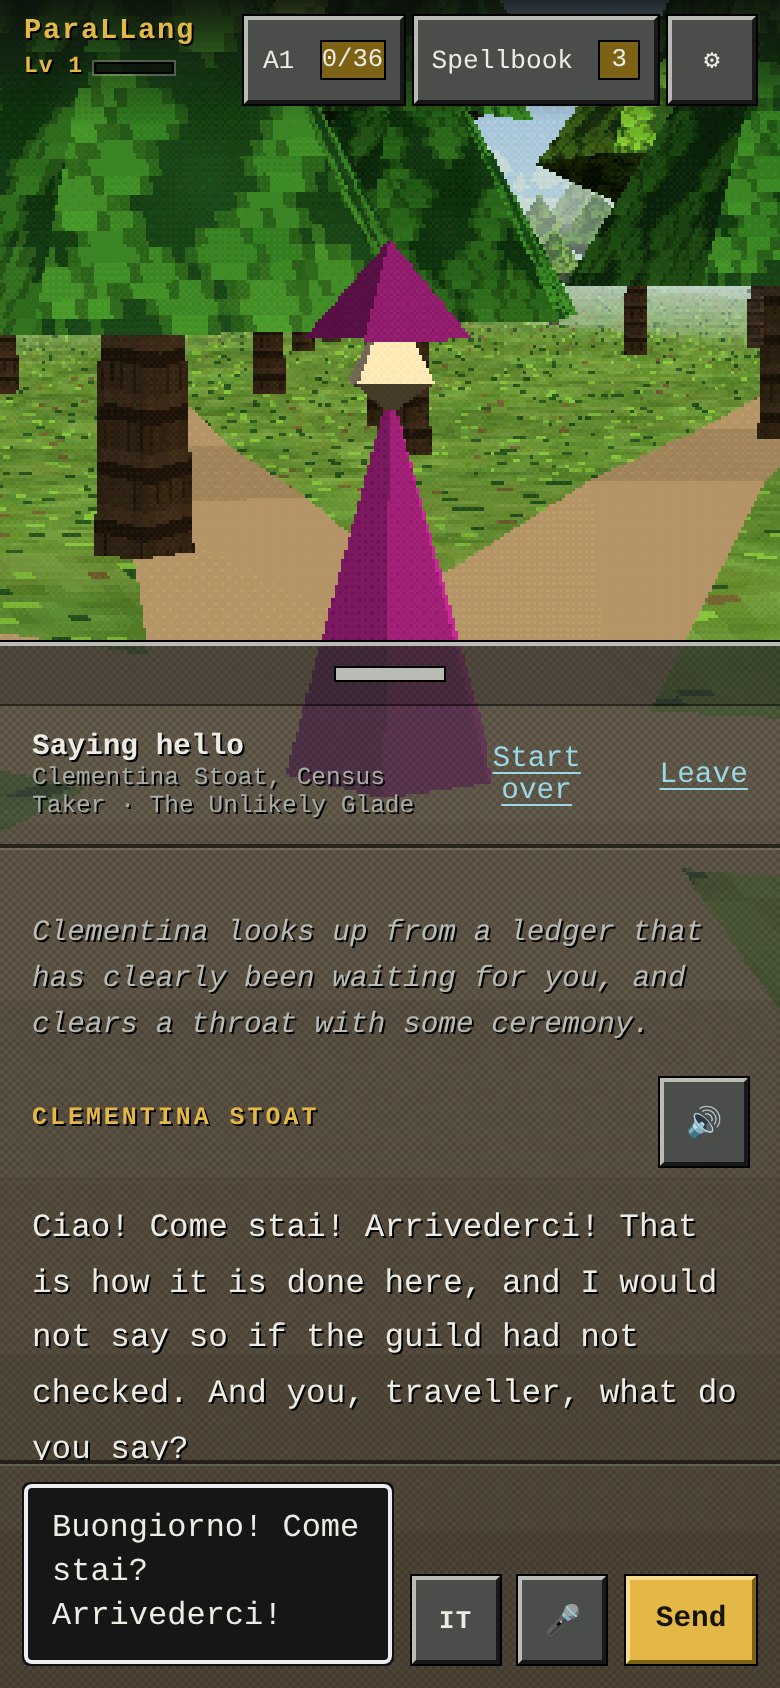 ParaLLang
Lv 1
A1 0/36
Spellbook 3
Saying hello
Clementina Stoat, Census
Taker · The Unlikely Glade
Start
over
Leave
Clementina looks up from a ledger that
has clearly been waiting for you, and
clears a throat with some ceremony.
CLEMENTINA STOAT
Ciao! Come stai! Arrivederci! That
is how it is done here, and I would
not say so if the guild had not
checked. And you, traveller, what do
you say?
Buongiorno! Come
stai?
Arrivederci!
IT
Send